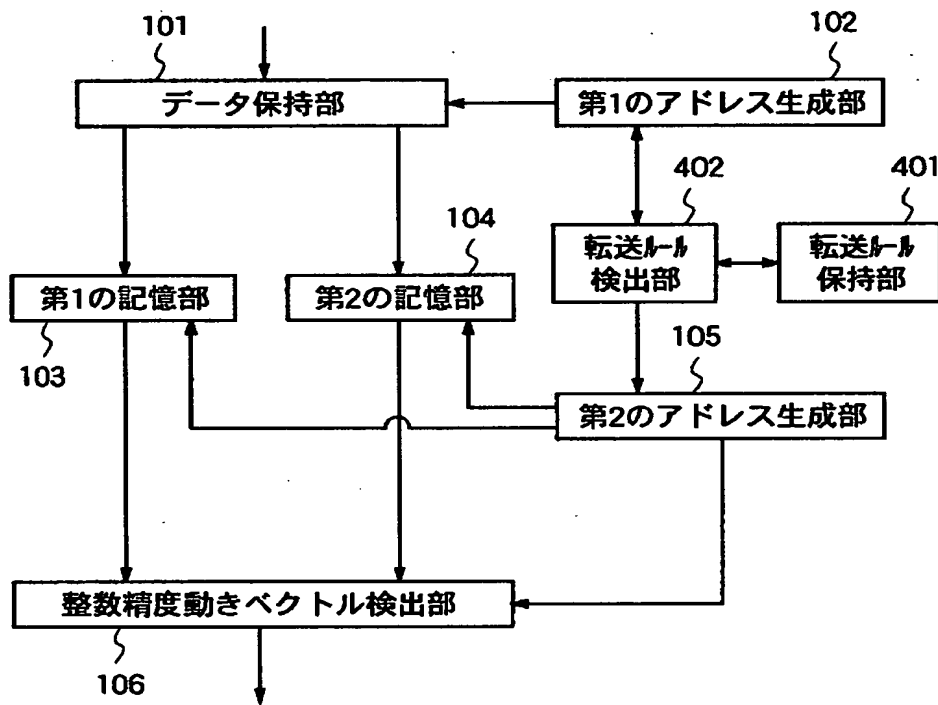 101
102
データ保持部
第1のアドレス生成部
402
401
104
転送ルール
検出部
転送ルール
保持部
第1の記憶部
第2の記憶部
103
105
第2のアドレス生成部
整数精度動きベクトル検出部
106